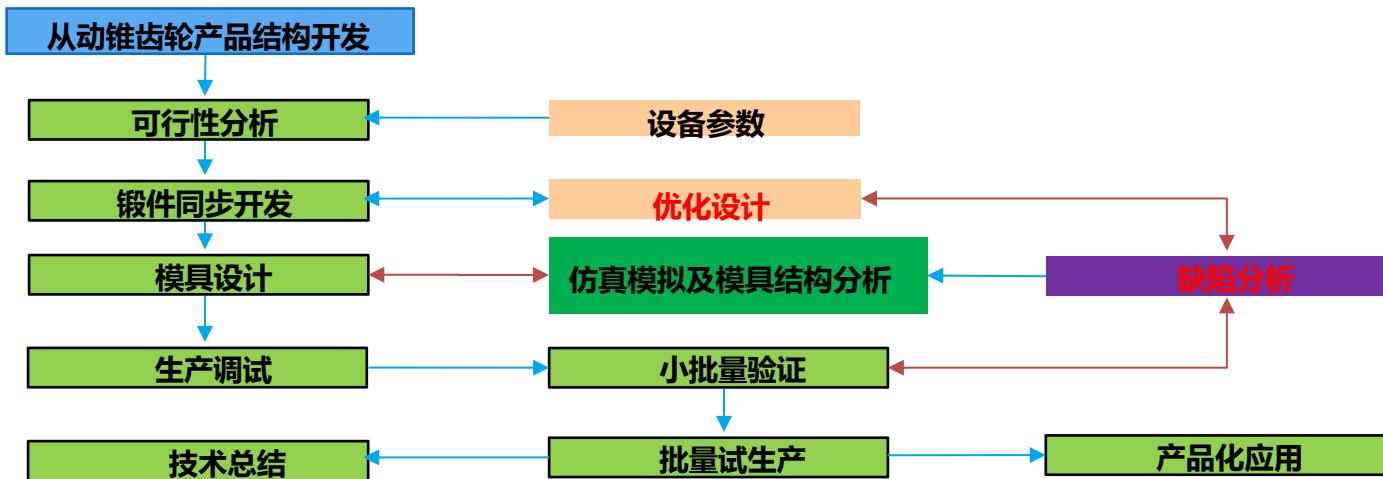 从动锥齿轮产品结构开发
可行性分析
设备参数
锻件同步开发
优化设计
模具设计
仿真模拟及模具结构分析
缺陷分析
生产调试
小批量验证
技术总结
批量试生产
产品化应用